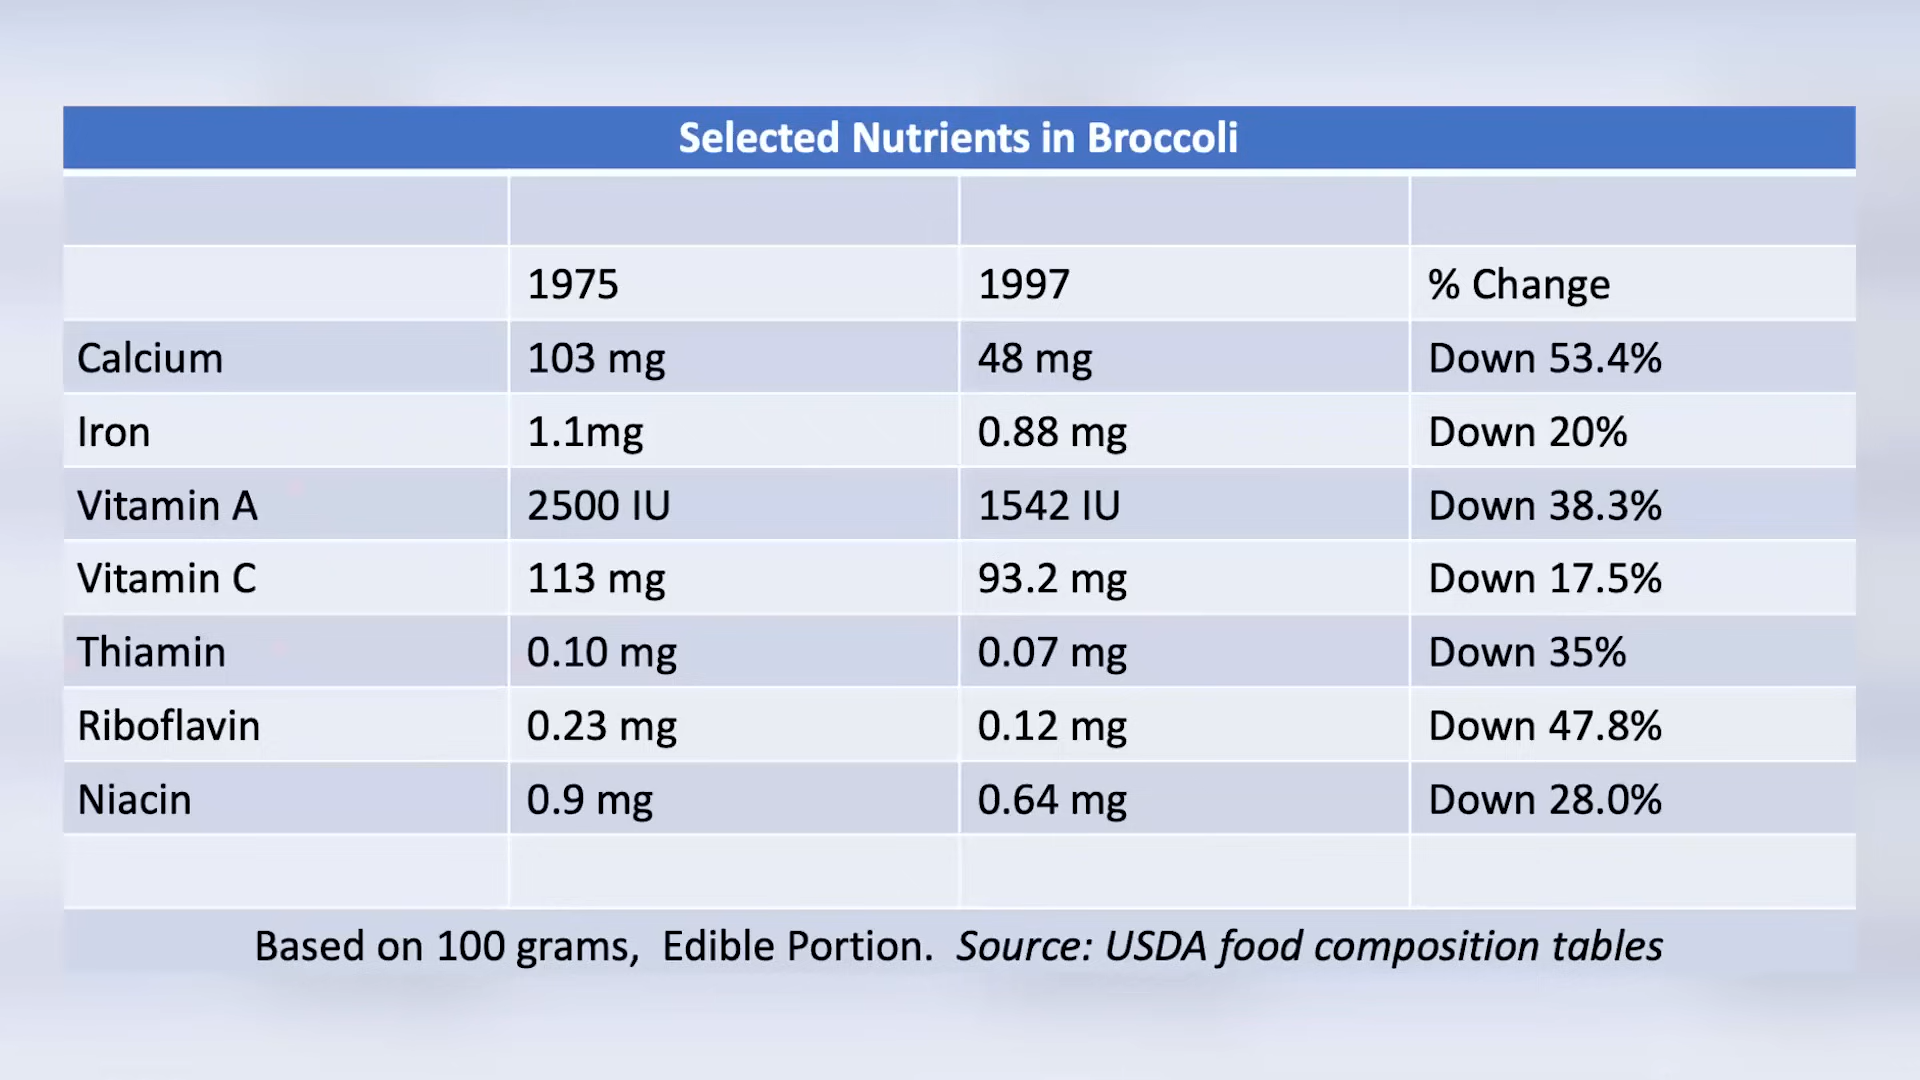 Selected Nutrients in Broccoli
1975 1997 % Change
Calcium 103 mg 48 mg Down 53.4%
Iron 1.1mg 0.88 mg Down 20%
Vitamin A 2500 IU 1542 IU Down 38.3%
Vitamin C 113 mg 93.2 mg Down 17.5%
Thiamin 0.10 mg 0.07 mg Down 35%
Riboflavin 0.23 mg 0.12 mg Down 47.8%
Niacin 0.9 mg 0.64 mg Down 28.0%
Based on 100 grams, Edible Portion. Source: USDA food composition tables